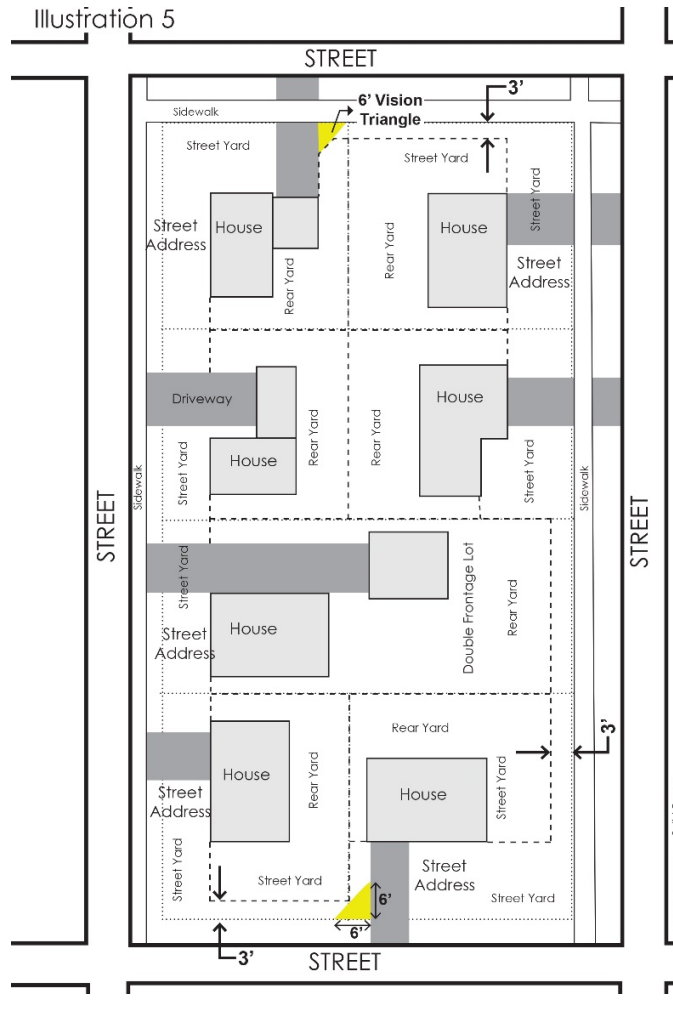 Illustration 5
STREET
3'
6' Vision
Triangle
Sidewalk
Street Yard
Street Yard
Street Yard
House
House
Street
Address
Rear Yard
Street
Address
Rear Yard
House
Driveway
Rear Yard
Rear Yard
House
Street Yard
Street Yard
Sidewalk
Sidewalk
STREET
STREET
Street Yard
Double Frontage Lot
Rear Yard
House
Street
Address
Rear Yard
3'
House
Rear Yard
Street Yard
House
Street
Address
Street Yard
Street Yard
Street
Address
Street Yard
6'
6'
3'
STREET